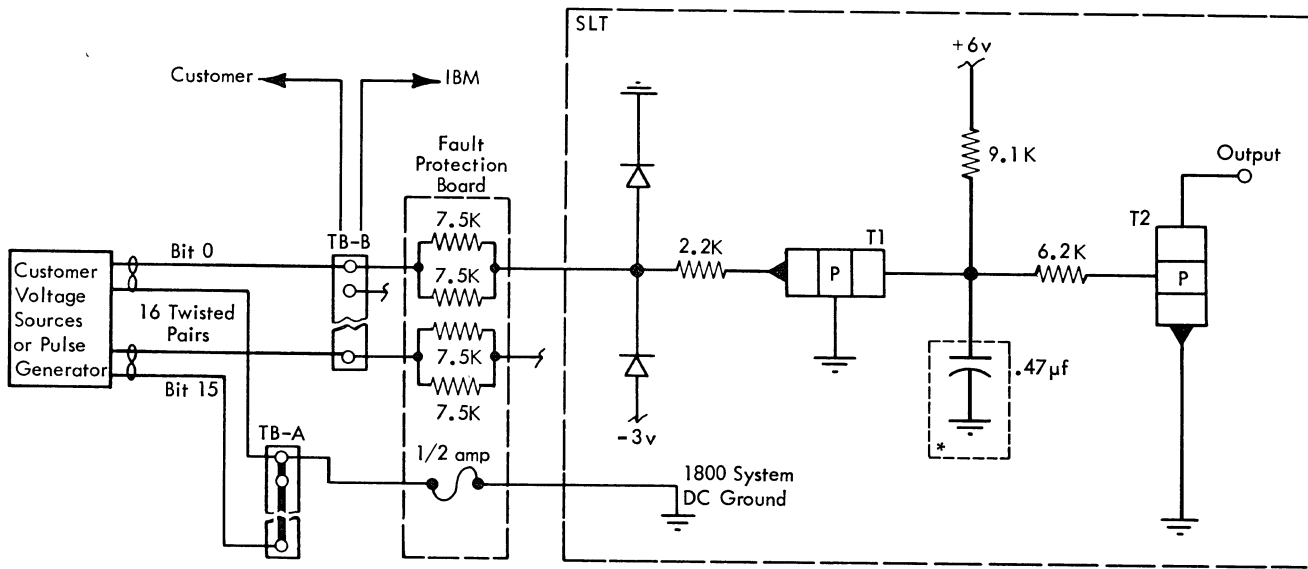 SLT
+6v
Customer
IBM
Fault
Protection
Board
9.1K
Output
7.5K
T2
Bit 0
TB-B
2.2K
T1
6.2K
Customer
Voltage
Sources
or Pulse
Generator
7.5K
P
P
16 Twisted
Pairs
7.5K
.47µf
Bit 15
7.5K
*
-3v
TB-A
1/2 amp
1800 System
DC Ground